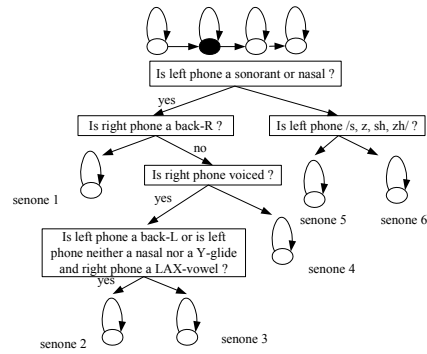 Is left phone a sonorant or nasal ?
yes
Is right phone a back-R ?
Is left phone /s, z, sh, zh/ ?
no
Is right phone voiced ?
senone 1
yes
senone 5
senone 6
Is left phone a back-L or is left
phone neither a nasal nor a Y-glide
and right phone a LAX-vowel ?
senone 4
yes
senone 2
senone 3